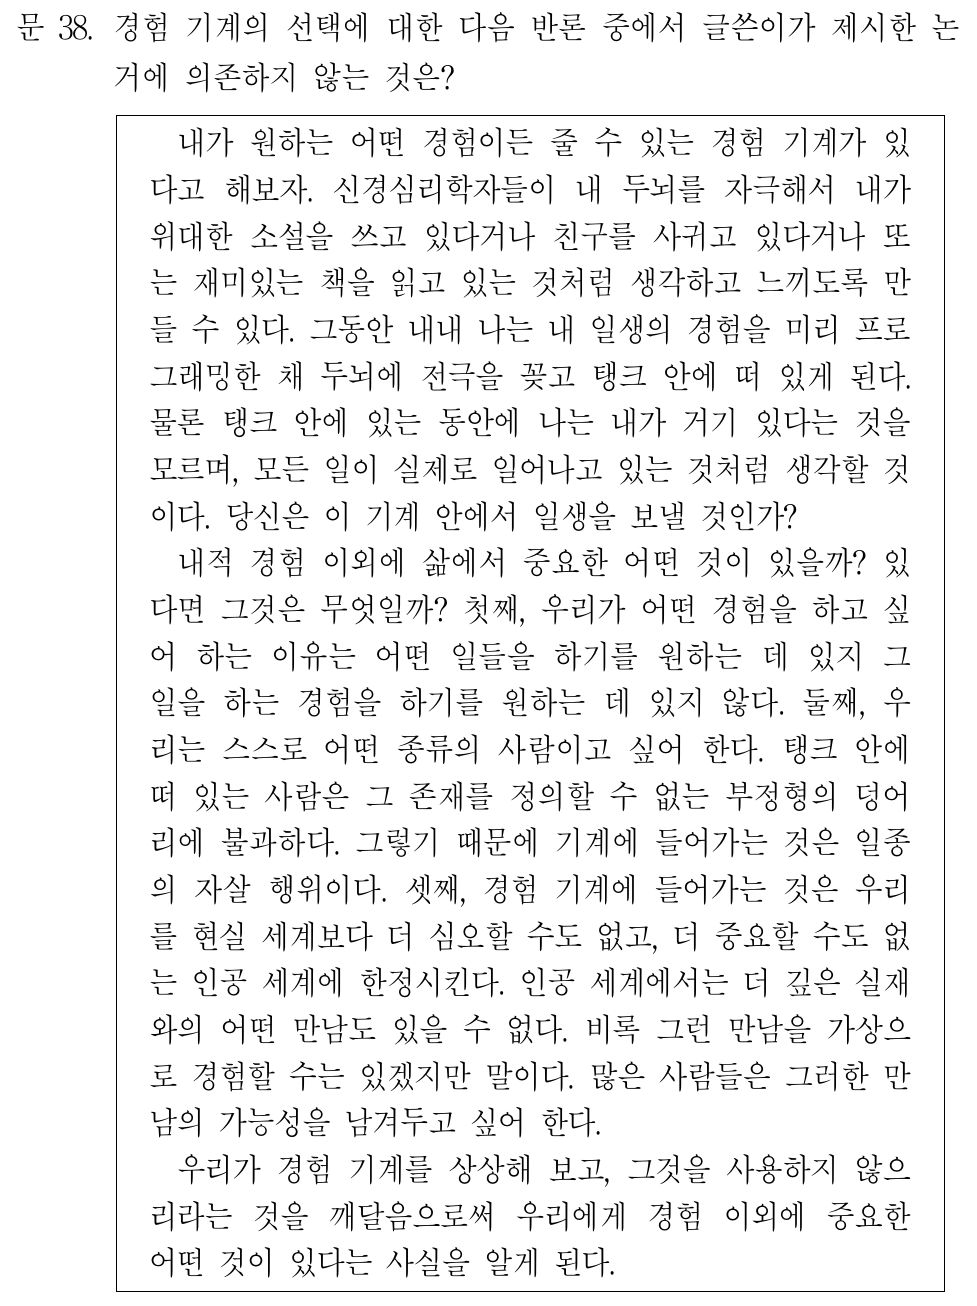 문 38. 경험 기계의 선택에 대한 다음 반론 중에서 글쓴이가 제시한 논
거에 의존하지 않는 것은?
내가 원하는 어떤 경험이든 줄 수 있는 경험 기계가 있
다고 해보자. 신경심리학자들이 내 두뇌를 자극해서 내가
위대한 소설을 쓰고 있다거나 친구를 사귀고 있다거나 또
는 재미있는 책을 읽고 있는 것처럼 생각하고 느끼도록 만
들 수 있다. 그동안 내내 나는 내 일생의 경험을 미리 프로
그래밍한 채 두뇌에 전극을 꽂고 탱크 안에 떠 있게 된다.
물론 탱크 안에 있는 동안에 나는 내가 거기 있다는 것을
모르며, 모든 일이 실제로 일어나고 있는 것처럼 생각할 것
이다. 당신은 이 기계 안에서 일생을 보낼 것인가?
내적 경험 이외에 삶에서 중요한 어떤 것이 있을까? 있
다면 그것은 무엇일까? 첫째, 우리가 어떤 경험을 하고 싶
어 하는 이유는 어떤 일들을 하기를 원하는 데 있지 그
일을 하는 경험을 하기를 원하는 데 있지 않다. 둘째, 우
리는 스스로 어떤 종류의 사람이고 싶어 한다. 탱크 안에
떠 있는 사람은 그 존재를 정의할 수 없는 부정형의 덩어
리에 불과하다. 그렇기 때문에 기계에 들어가는 것은 일종
의 자살 행위이다. 셋째, 경험 기계에 들어가는 것은 우리
를 현실 세계보다 더 심오할 수도 없고, 더 중요할 수도 없
는 인공 세계에 한정시킨다. 인공 세계에서는 더 깊은 실재
와의 어떤 만남도 있을 수 없다. 비록 그런 만남을 가상으
로 경험할 수는 있겠지만 말이다. 많은 사람들은 그러한 만
남의 가능성을 남겨두고 싶어 한다.
우리가 경험 기계를 상상해 보고, 그것을 사용하지 않으
리라는 것을 깨달음으로써 우리에게 경험 이외에 중요한
어떤 것이 있다는 사실을 알게 된다.